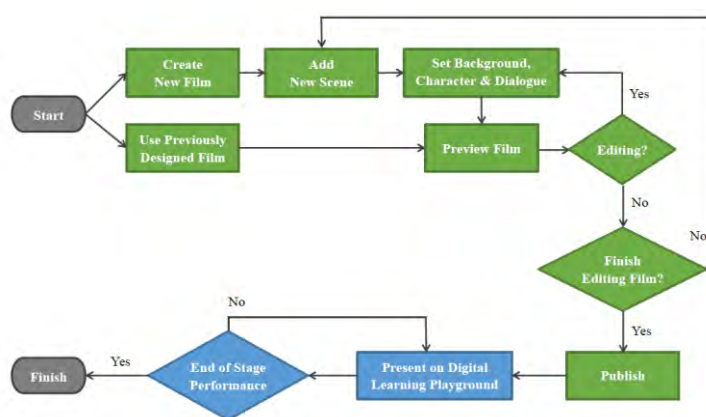 Create
New Film
Add
New Scene
Set Background,
Character & Dialogue
Yes
Start
Use Previously
Designed Film
Preview Film
Editing?
No
No
Finish
Editing Film?
No
Yes
Yes
Finish
End of Stage
Performance
Present on Digital
Learning Playground
Publish